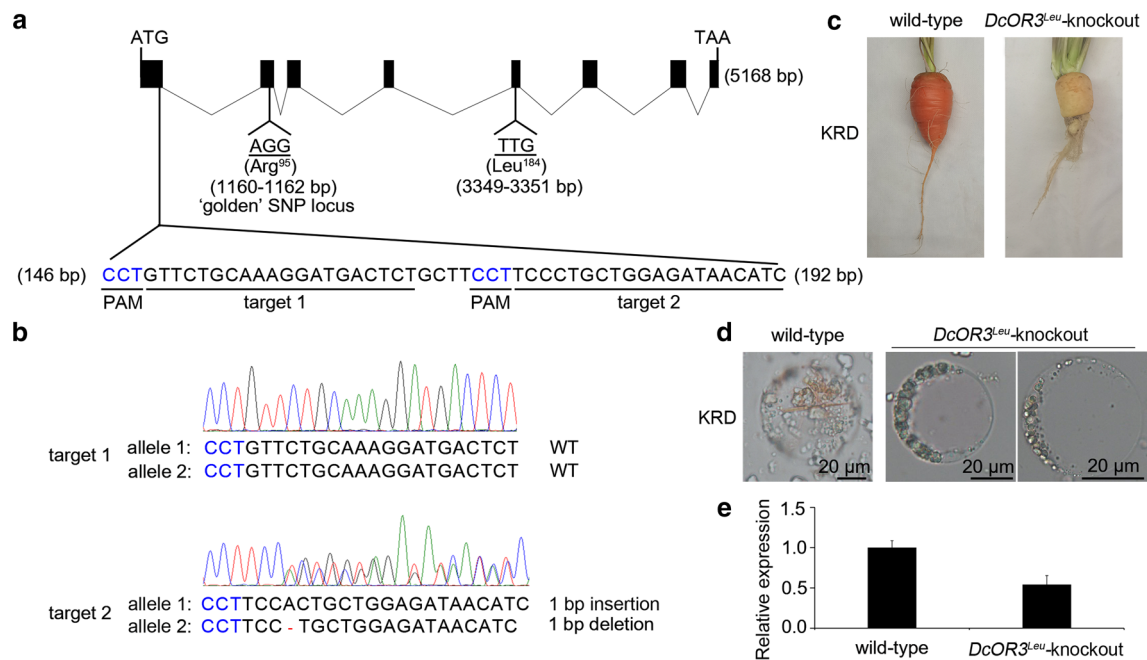 a
ATG
TAA
(5168 bp)
AGG
(Arg95)
(1160-1162 bp)
‘golden’ SNP locus
TTG
(Leu184)
(3349-3351 bp)
(146 bp) CCTGTTCTGCAAAGGATGACTCTGCTTCCTTCCCTGCTGGAGATAACATC (192 bp)
PAM target 1 PAM target 2
b
target 1
allele 1: CCTGTTCTGCAAAGGATGACTCT WT
allele 2: CCTGTTCTGCAAAGGATGACTCT WT
target 2
allele 1: CCTTCCACTGCTGGAGATAACATC 1 bp insertion
allele 2: CCTTCC - TGCTGGAGATAACATC 1 bp deletion
c
wild-type DcOR3Leu-knockout
KRD
d
wild-type DcOR3Leu-knockout
KRD
20 µm 20 µm 20 µm
e
Relative expression
1.5
1.0
0.5
0.0
wild-type DcOR3Leu-knockout